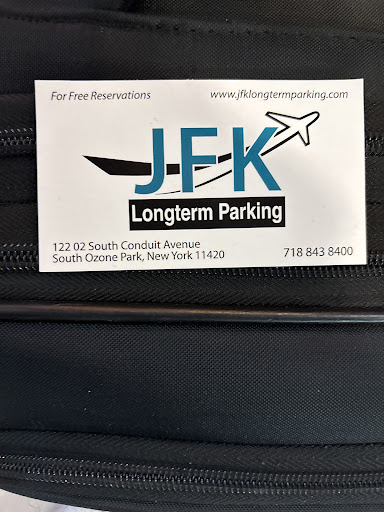 For Free Reservations www.jfklongtermparking.com
JFK
Longterm Parking
122 02 South Conduit Avenue
South Ozone Park, New York 11420 718 843 8400